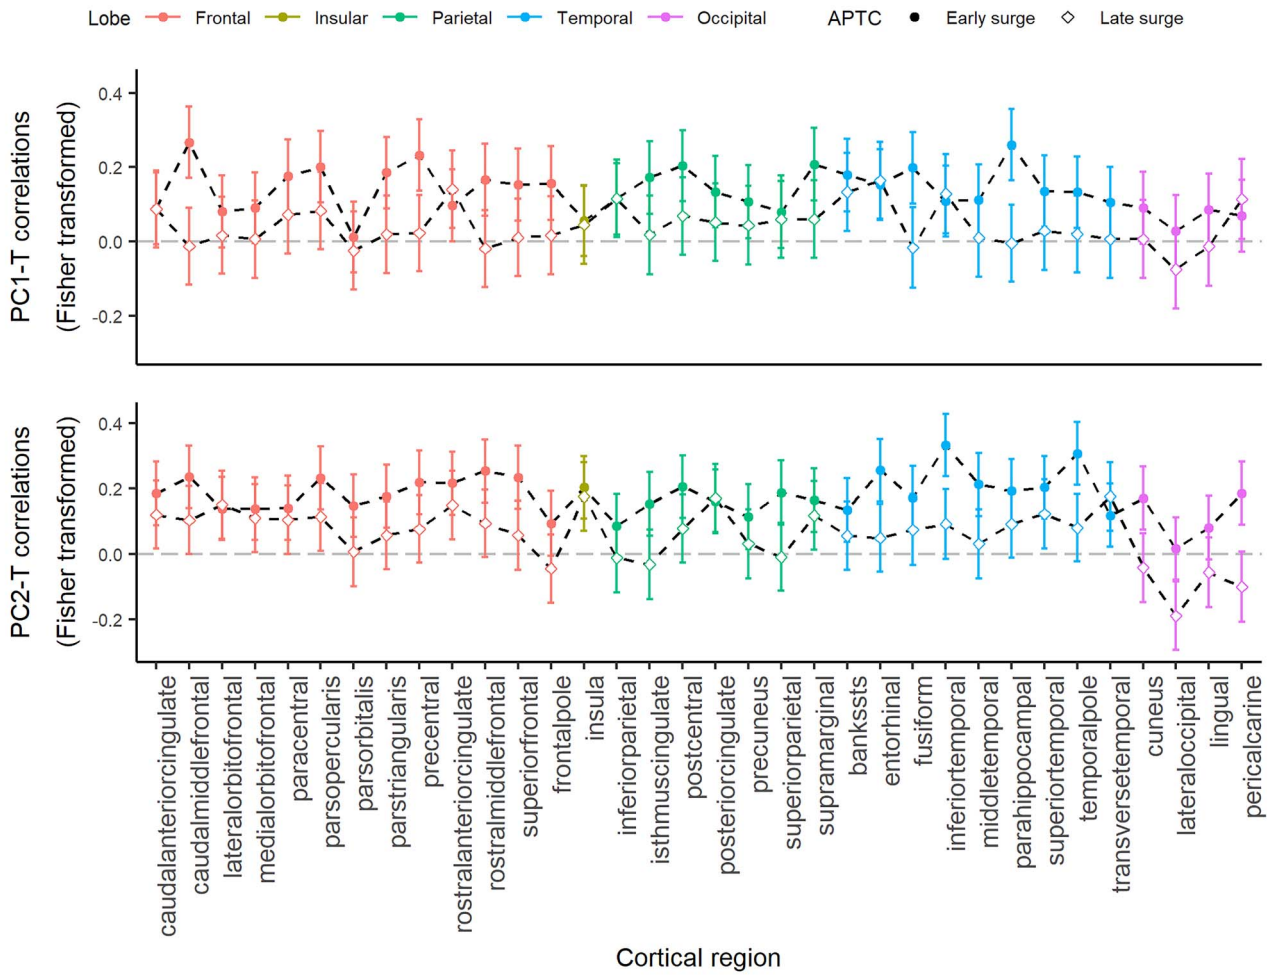 Lobe Frontal Insular Parietal Temporal Occipital APTC Early surge Late surge
PC1-T correlations
(Fisher transformed)
0.4
0.2
0.0
-0.2
PC2-T correlations
(Fisher transformed)
0.4
0.2
0.0
-0.2
caudalanteriorcingulate
caudalmiddlefrontal
lateralorbitofrontal
medialorbitofrontal
paracentral
parsopercularis
parsorbitalis
parstriangularis
precentral
rostralanteriorcingulate
rostralmiddlefrontal
superiorfrontal
frontalpole
insula
inferiorparietal
isthmuscingulate
postcentral
posteriorcingulate
precuneus
superiorparietal
supramarginal
bankssts
entorhinal
fusiform
inferiortemporal
middletemporal
parahippocampal
superiortemporal
temporalpole
transversetemporal
cuneus
lateraloccipital
lingual
pericalcarine
Cortical region